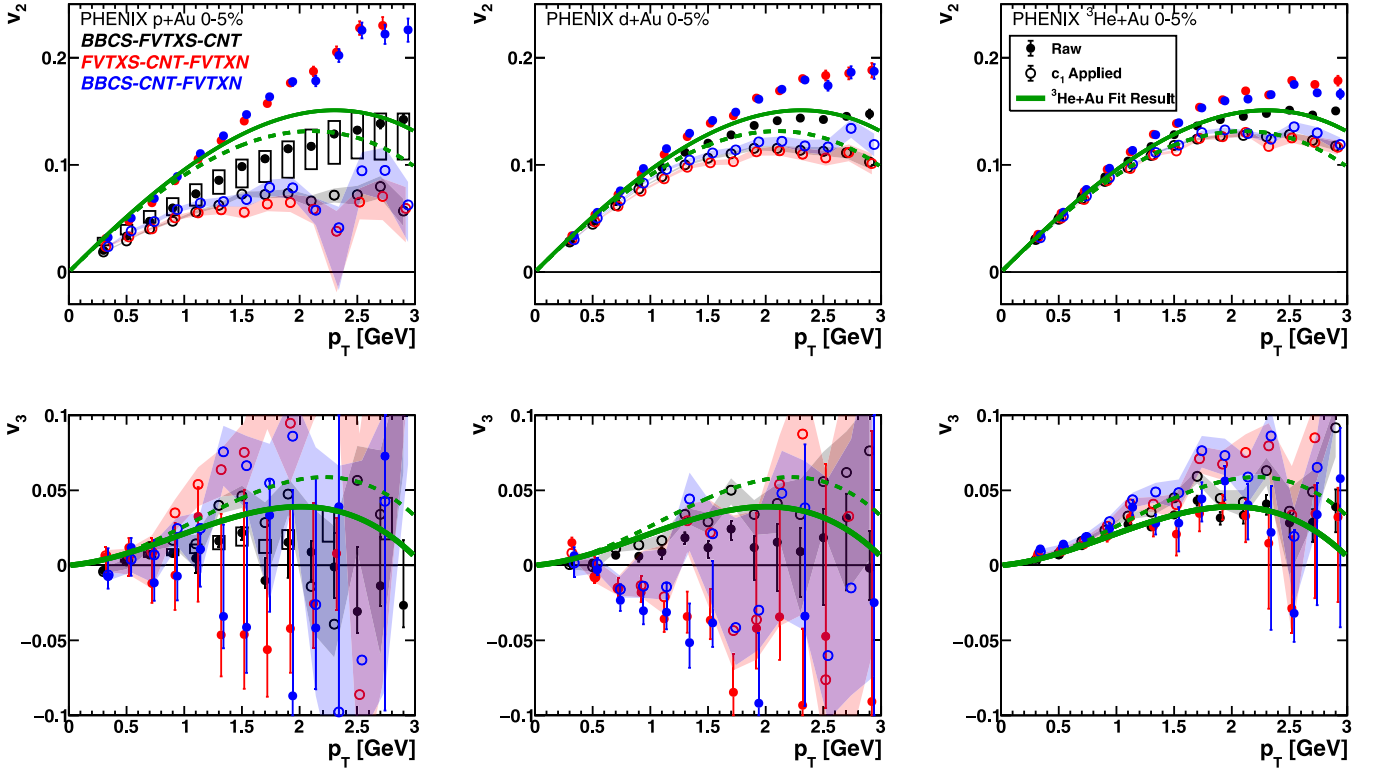 v2
PHENIX p+Au 0-5%
BBCS-FVTXS-CNT
FVTXS-CNT-FVTXN
BBCS-CNT-FVTXN
0.2
0.1
0
0 0.5 1 1.5 2 2.5 3
pT [GeV]
v2
PHENIX d+Au 0-5%
0.2
0.1
0
0 0.5 1 1.5 2 2.5 3
pT [GeV]
v2
PHENIX 3He+Au 0-5%
Raw
c1 Applied
3He+Au Fit Result
0.2
0.1
0
0 0.5 1 1.5 2 2.5 3
pT [GeV]
v3
0.1
0.05
0
−0.05
−0.1
0 0.5 1 1.5 2 2.5 3
pT [GeV]
v3
0.1
0.05
0
−0.05
−0.1
0 0.5 1 1.5 2 2.5 3
pT [GeV]
v3
0.1
0.05
0
−0.05
−0.1
0 0.5 1 1.5 2 2.5 3
pT [GeV]